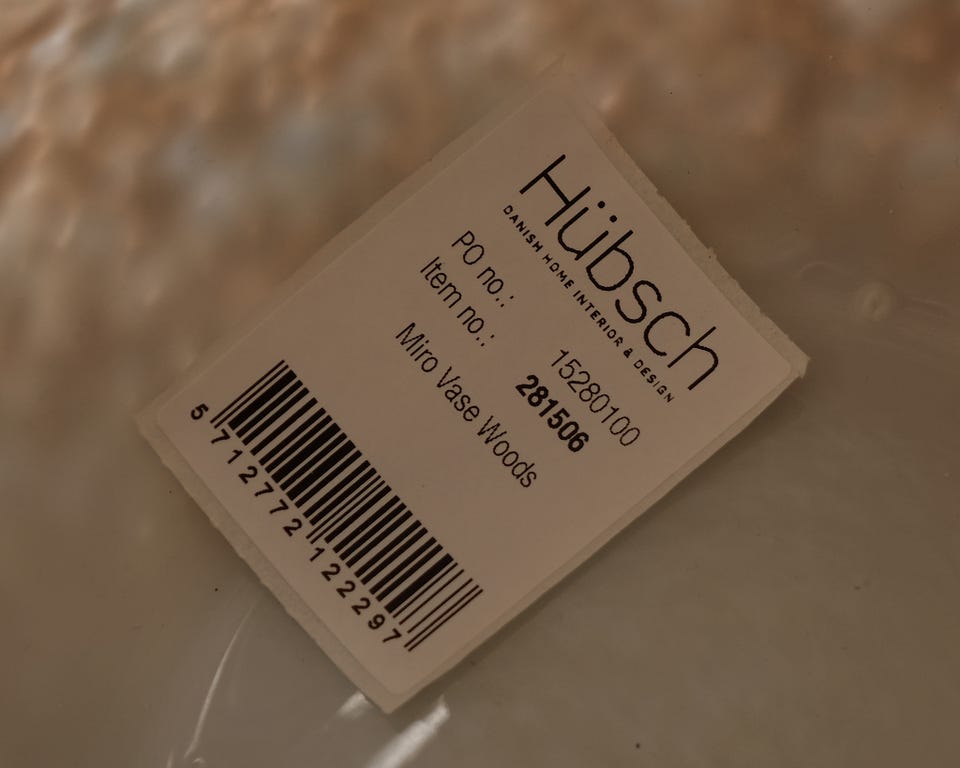 Hübsch
DANISH HOME INTERIOR & DESIGN
PO no.: 15280100
Item no.: 281506
Miro Vase Woods
5 712772 122297